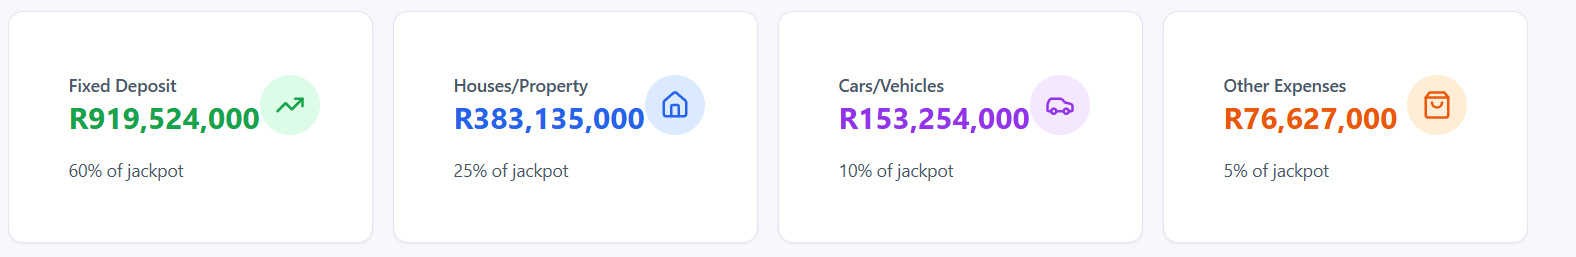 Fixed Deposit
R919,524,000
60% of jackpot
Houses/Property
R383,135,000
25% of jackpot
Cars/Vehicles
R153,254,000
10% of jackpot
Other Expenses
R76,627,000
5% of jackpot